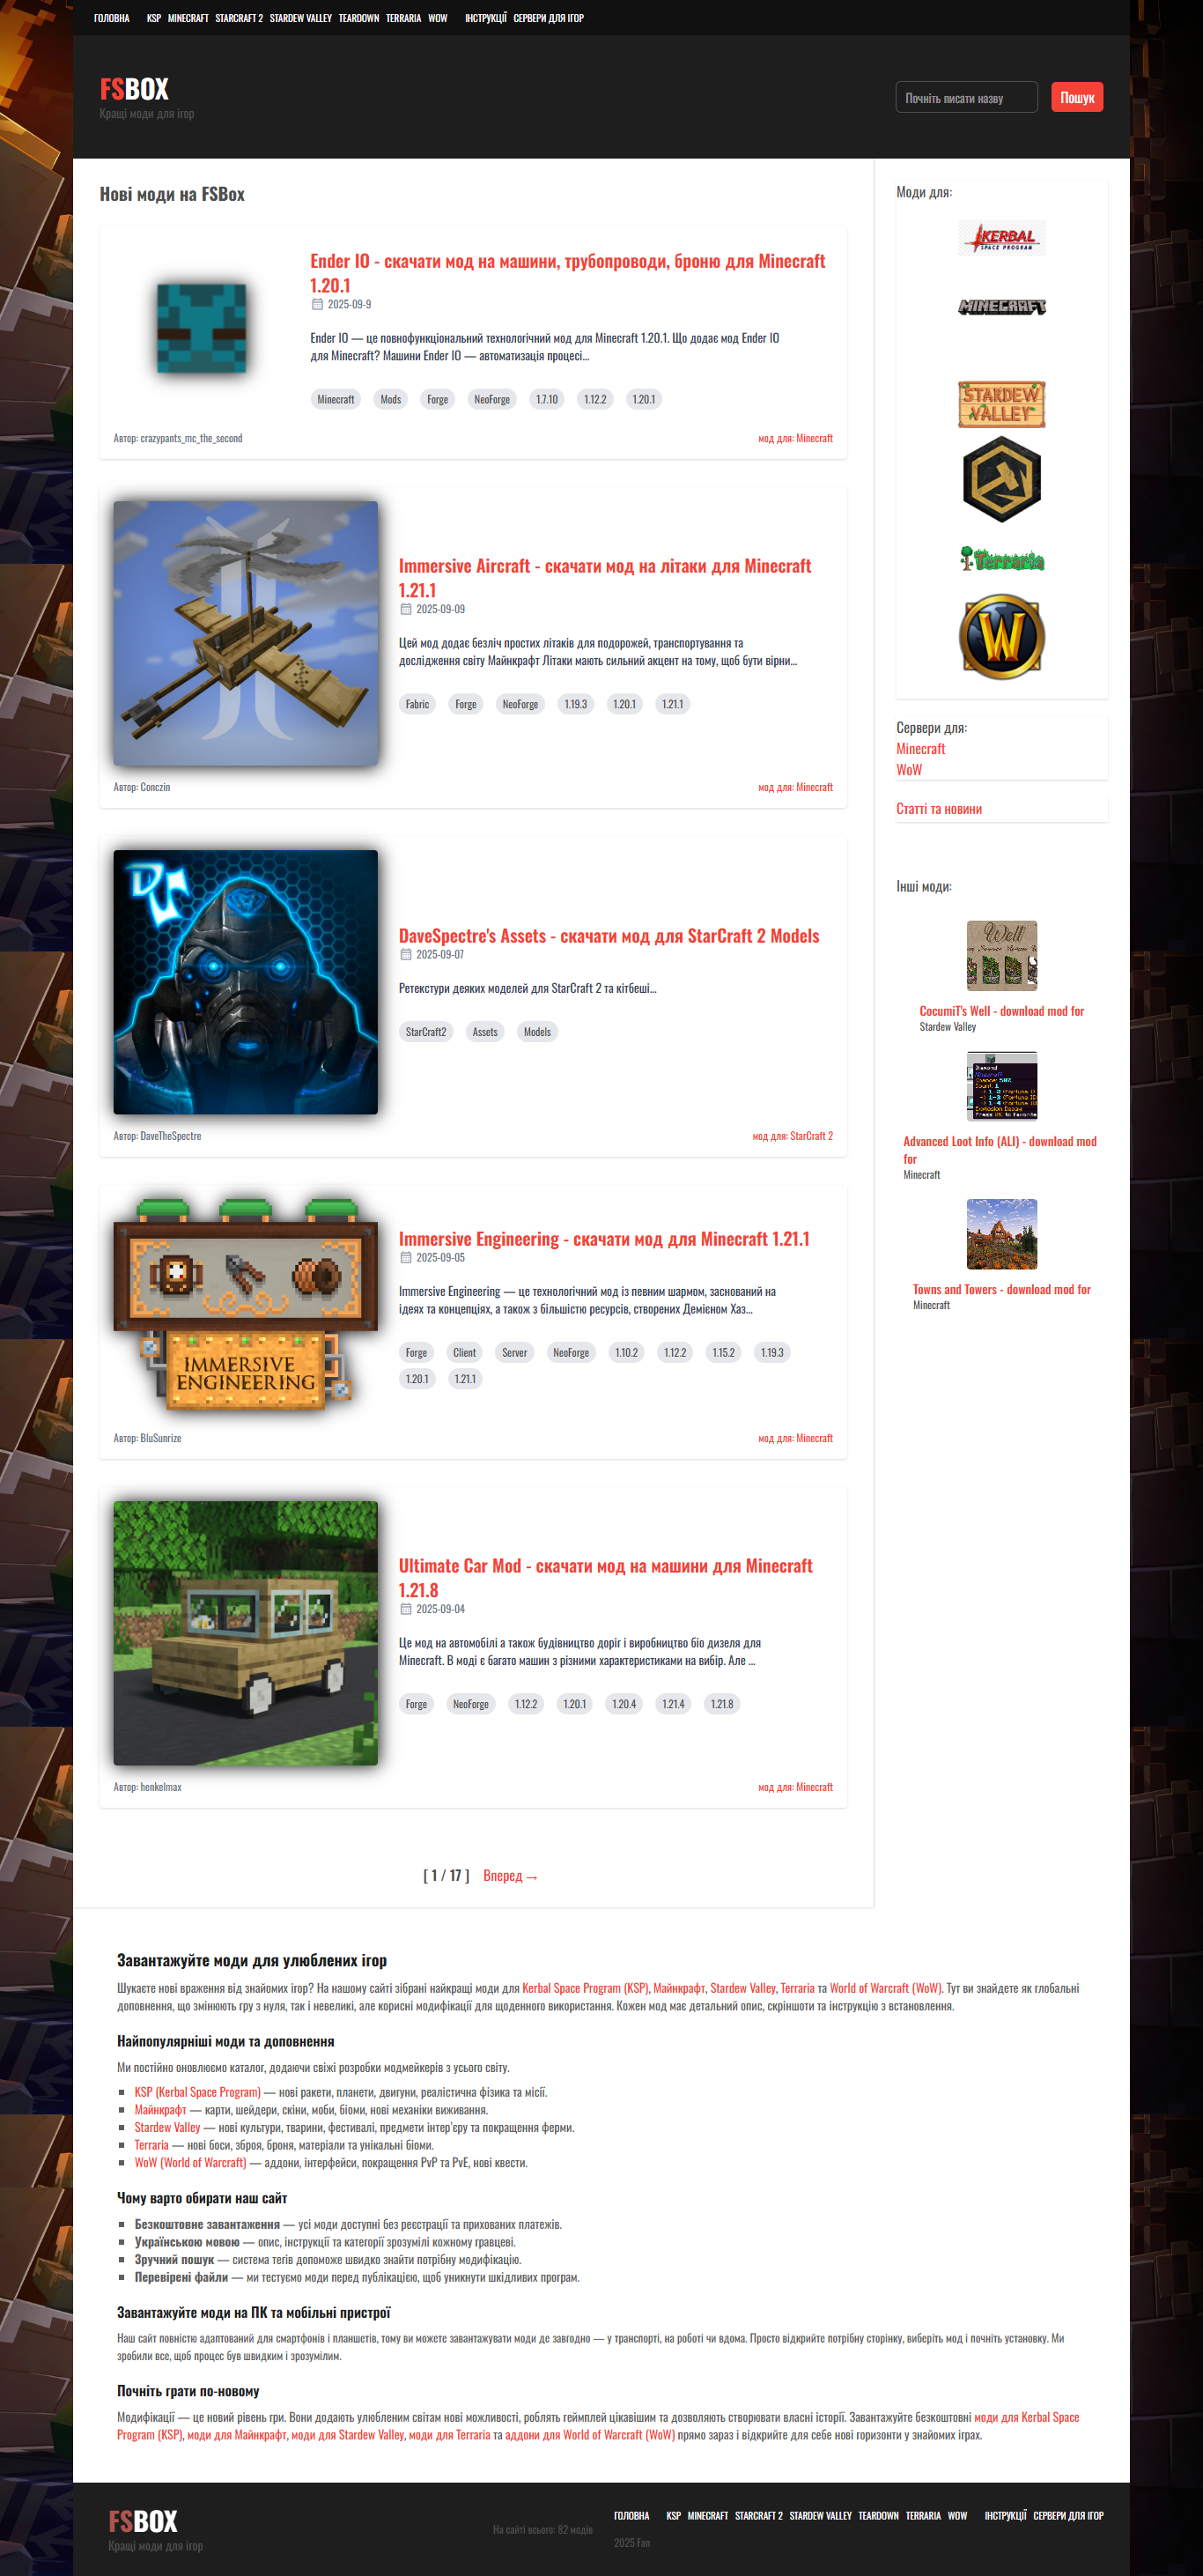 ГОЛОВНА KSP MINECRAFT STARCRAFT 2 STARDEW VALLEY TEARDOWN TERRARIA WOW ІНСТРУКЦІЇ СЕРВЕРИ ДЛЯ ІГОР
FSBOX
Кращі моди для ігор
Почніть писати назву
Пошук
Нові моди на FSBox
Ender IO - скачати мод на машини, трубопроводи, броню для Minecraft
1.20.1
2025-09-9
Ender IO — це повнофункціональний технологічний мод для Minecraft 1.20.1. Що додає мод Ender IO
для Minecraft? Машини Ender IO — автоматизація процесі...
Minecraft Mods Forge NeoForge 1.7.10 1.12.2 1.20.1
Автор: crazypants_mc_the_second
мод для: Minecraft
Immersive Aircraft - скачати мод на літаки для Minecraft
1.21.1
2025-09-09
Цей мод додає безліч простих літаків для подорожей, транспортування та
дослідження світу Майнкрафт Літаки мають сильний акцент на тому, щоб бути вірни...
Fabric Forge NeoForge 1.19.3 1.20.1 1.21.1
Автор: Conczin
мод для: Minecraft
DaveSpectre's Assets - скачати мод для StarCraft 2 Models
2025-09-07
Ретекстури деяких моделей для StarCraft 2 та кітбеші...
StarCraft2 Assets Models
Автор: DaveTheSpectre
мод для: StarCraft 2
IMMERSIVE
ENGINEERING
Immersive Engineering - скачати мод для Minecraft 1.21.1
2025-09-05
Immersive Engineering — це технологічний мод із певним шармом, заснований на
ідеях та концепціях, а також з більшістю ресурсів, створених Демієном Хаз...
Forge Client Server NeoForge 1.10.2 1.12.2 1.15.2 1.19.3
1.20.1 1.21.1
Автор: BluSunrize
мод для: Minecraft
Ultimate Car Mod - скачати мод на машини для Minecraft
1.21.8
2025-09-04
Це мод на автомобілі а також будівництво доріг і виробництво біо дизеля для
Minecraft. В моді є багато машин з різними характеристиками на вибір. Але ...
Forge NeoForge 1.12.2 1.20.1 1.20.4 1.21.4 1.21.8
Автор: henkelmax
мод для: Minecraft
[ 1 / 17 ] Вперед →
Моди для:
KERBAL
SPACE PROGRAM
MINECRAFT
STARDEW
VALLEY
Terraria
W
Сервери для:
Minecraft
WoW
Статті та новини
Інші моди:
Well
CocumiT's Well - download mod for
Stardew Valley
Advanced Loot Info (ALI) - download mod
for
Minecraft
Towns and Towers - download mod for
Minecraft
Завантажуйте моди для улюблених ігор
Шукаєте нові враження від знайомих ігор? На нашому сайті зібрані найкращі моди для Kerbal Space Program (KSP), Майнкрафт, Stardew Valley, Terraria та World of Warcraft (WoW). Тут ви знайдете як глобальні
доповнення, що змінюють гру з нуля, так і невеликі, але корисні модифікації для щоденного використання. Кожен мод має детальний опис, скріншоти та інструкцію з встановлення.
Найпопулярніші моди та доповнення
Ми постійно оновлюємо каталог, додаючи свіжі розробки модмейкерів з усього світу.
KSP (Kerbal Space Program) — нові ракети, планети, двигуни, реалістична фізика та місії.
Майнкрафт — карти, шейдери, скіни, моби, біоми, нові механіки виживання.
Stardew Valley — нові культури, тварини, фестивалі, предмети інтер’єру та покращення ферми.
Terraria — нові боси, зброя, броня, матеріали та унікальні біоми.
WoW (World of Warcraft) — аддони, інтерфейси, покращення PvP та PvE, нові квести.
Чому варто обирати наш сайт
Безкоштовне завантаження — усі моди доступні без реєстрації та прихованих платежів.
Українською мовою — опис, інструкції та категорії зрозумілі кожному гравцеві.
Зручний пошук — система тегів допоможе швидко знайти потрібну модифікацію.
Перевірені файли — ми тестуємо моди перед публікацією, щоб уникнути шкідливих програм.
Завантажуйте моди на ПК та мобільні пристрої
Наш сайт повністю адаптований для смартфонів і планшетів, тому ви можете завантажувати моди де завгодно — у транспорті, на роботі чи вдома. Просто відкрийте потрібну сторінку, виберіть мод і почніть установку. Ми
зробили все, щоб процес був швидким і зрозумілим.
Почніть грати по-новому
Модифікації — це новий рівень гри. Вони додають улюбленим світам нові можливості, роблять геймплей цікавішим та дозволяють створювати власні історії. Завантажуйте безкоштовні моди для Kerbal Space
Program (KSP), моди для Майнкрафт, моди для Stardew Valley, моди для Terraria та аддони для World of Warcraft (WoW) прямо зараз і відкрийте для себе нові горизонти у знайомих іграх.
FSBOX
Кращі моди для ігор
На сайті всього: 82 модів
ГОЛОВНА KSP MINECRAFT STARCRAFT 2 STARDEW VALLEY TEARDOWN TERRARIA WOW ІНСТРУКЦІЇ СЕРВЕРИ ДЛЯ ІГОР
2025 Fan